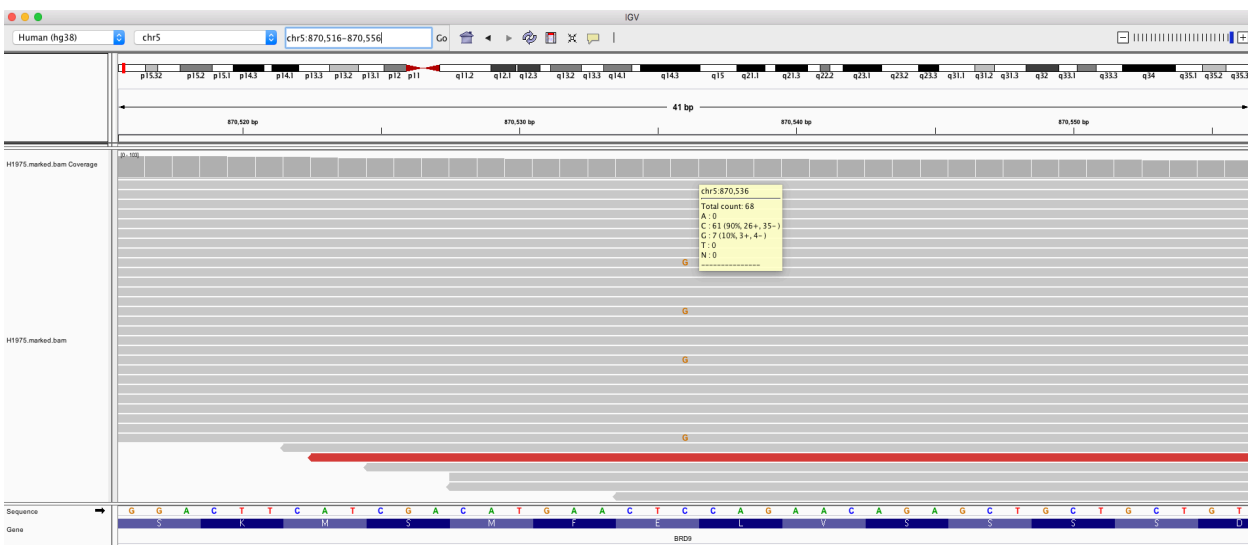 IGV
Human (hg38) chr5 chr5:870,516-870,556 Go
p15.32 p15.2 p15.1 p14.3 p14.1 p13.3 p13.2 p13.1 p12 p11 q11.2 q12.1 q12.3 q13.2 q13.3 q14.1 q14.3 q15 q21.1 q21.3 q22.2 q23.1 q23.2 q23.3 q31.1 q31.2 q31.3 q32 q33.1 q33.3 q34 q35.1 q35.2 q35.3
41 bp
870,520 bp 870,530 bp 870,540 bp 870,550 bp
[0 - 103]
H1975.marked.bam Coverage
chr5:870,536
Total count: 68
A : 0
C : 61 (90%, 26+, 35-)
G : 7 (10%, 3+, 4-)
T : 0
N : 0
---------------
G
G
H1975.marked.bam
G
G
Sequence G G A C T T C A T C G A C A T G A A C T C C A G A A C A G A G C T G C T G C T G T
Gene S K M S M F E L V S S S S D
BRD9